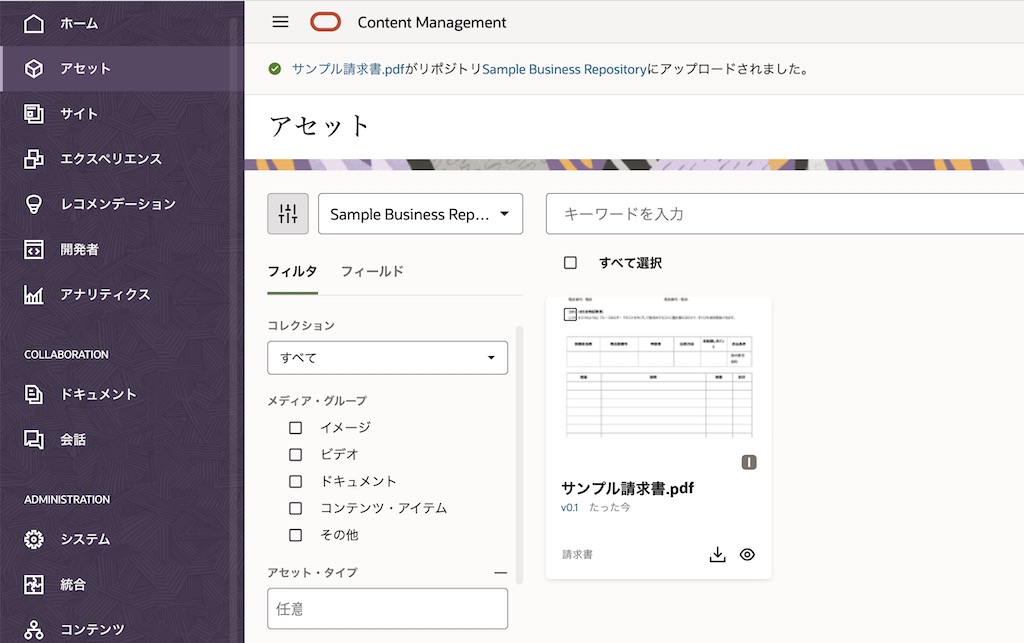 ホーム
アセット
サイト
エクスペリエンス
レコメンデーション
開発者
アナリティクス
COLLABORATION
ドキュメント
会話
ADMINISTRATION
システム
統合
コンテンツ
Content Management
サンプル請求書.pdfがリポジトリSample Business Repositoryにアップロードされました。
アセット
Sample Business Rep...
キーワードを入力
フィルタ フィールド
すべて選択
コレクション
すべて
メディア・グループ
イメージ
ビデオ
ドキュメント
コンテンツ・アイテム
その他
アセット・タイプ
任意
I
サンプル請求書.pdf
v0.1 たった今
請求書